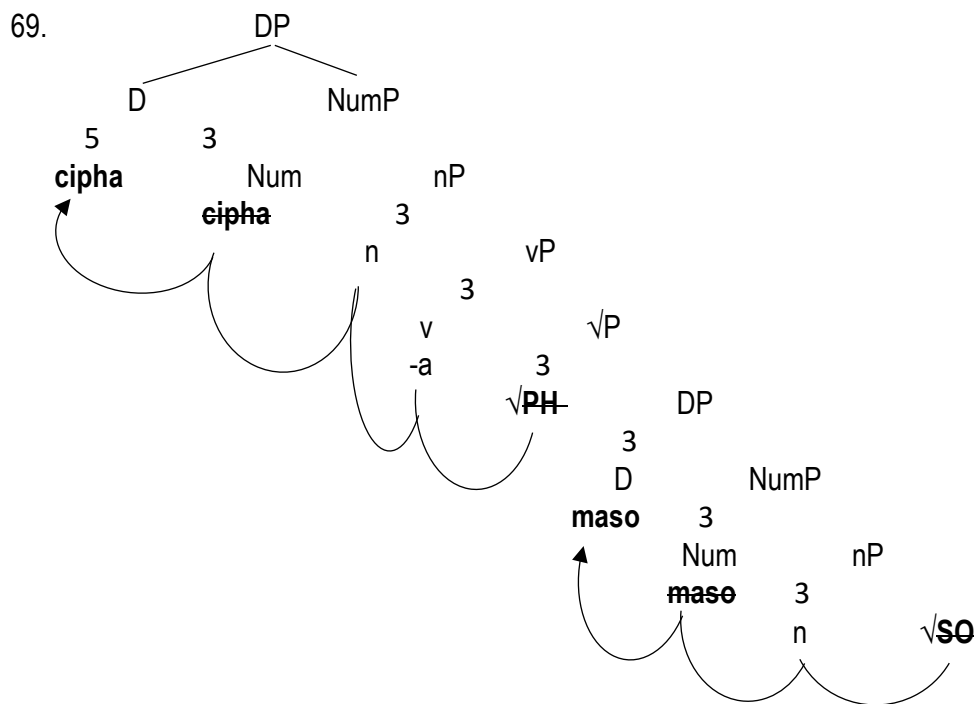 69. DP
D NumP
5 3
cipha Num nP
cipha 3
n vP
3
v √P
-a 3
√PH DP
3
D NumP
maso 3
Num nP
maso 3
n √SO